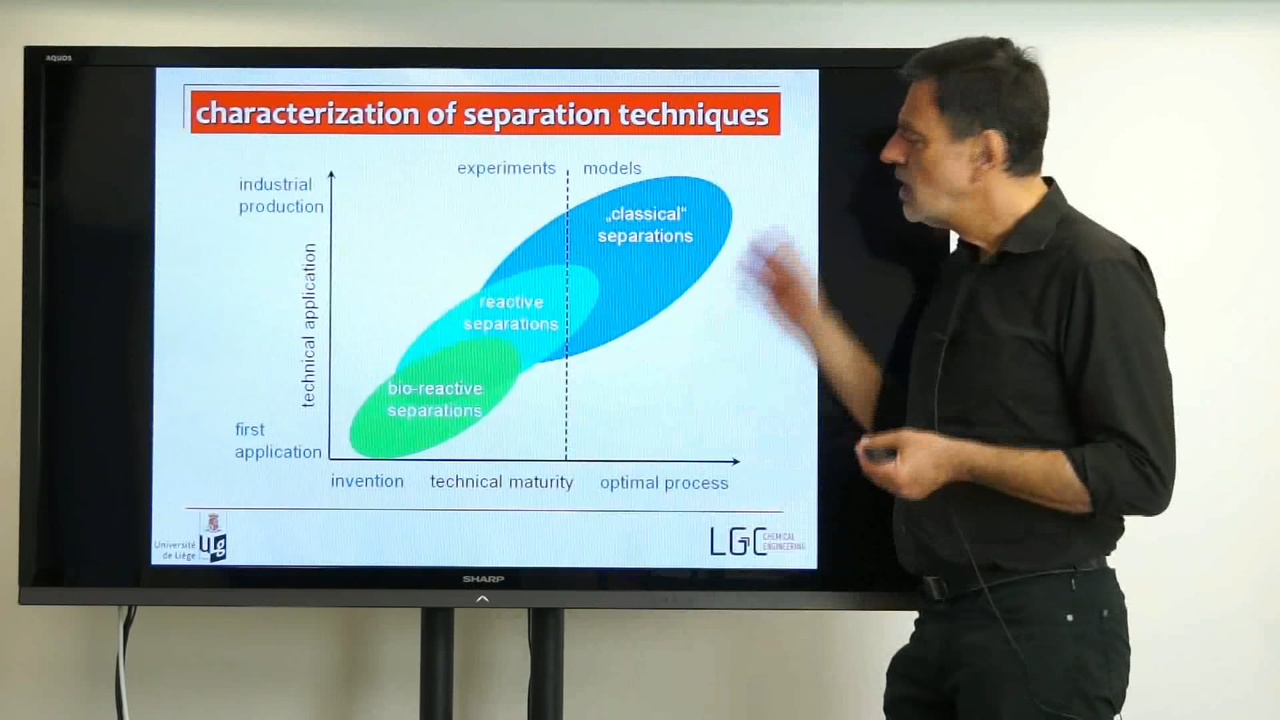 AQUOS
characterization of separation techniques
experiments
models
industrial
production
„classical“
separations
technical application
reactive
separations
bio-reactive
separations
first
application
invention
technical maturity
optimal process
Université
de Liège
ULg
LGC
CHEMICAL
ENGINEERING
SHARP